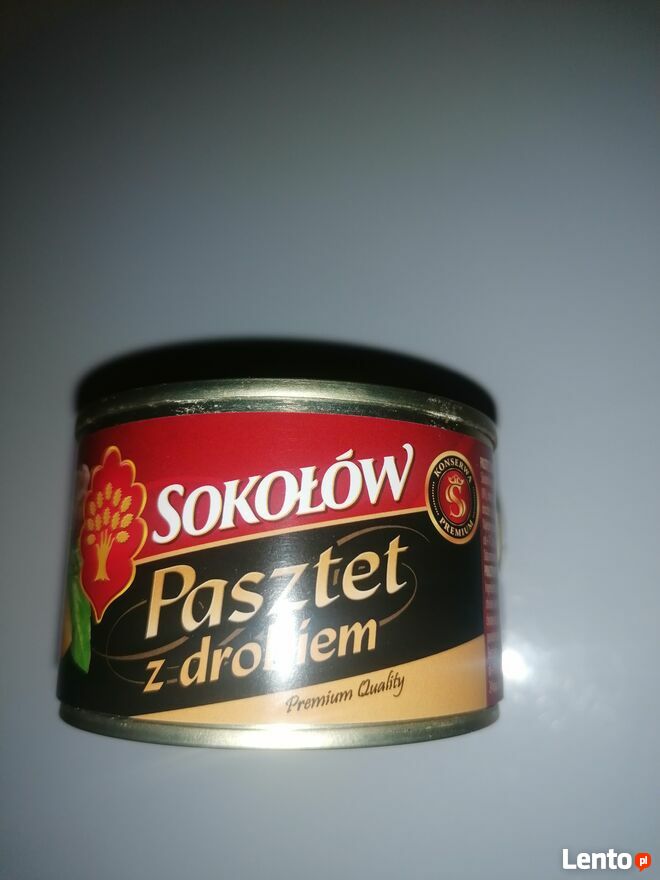 SOKOŁÓW
KONSERWA
S
PREMIUM
Pasztet
z drobiem
Premium Quality
Lento.pl